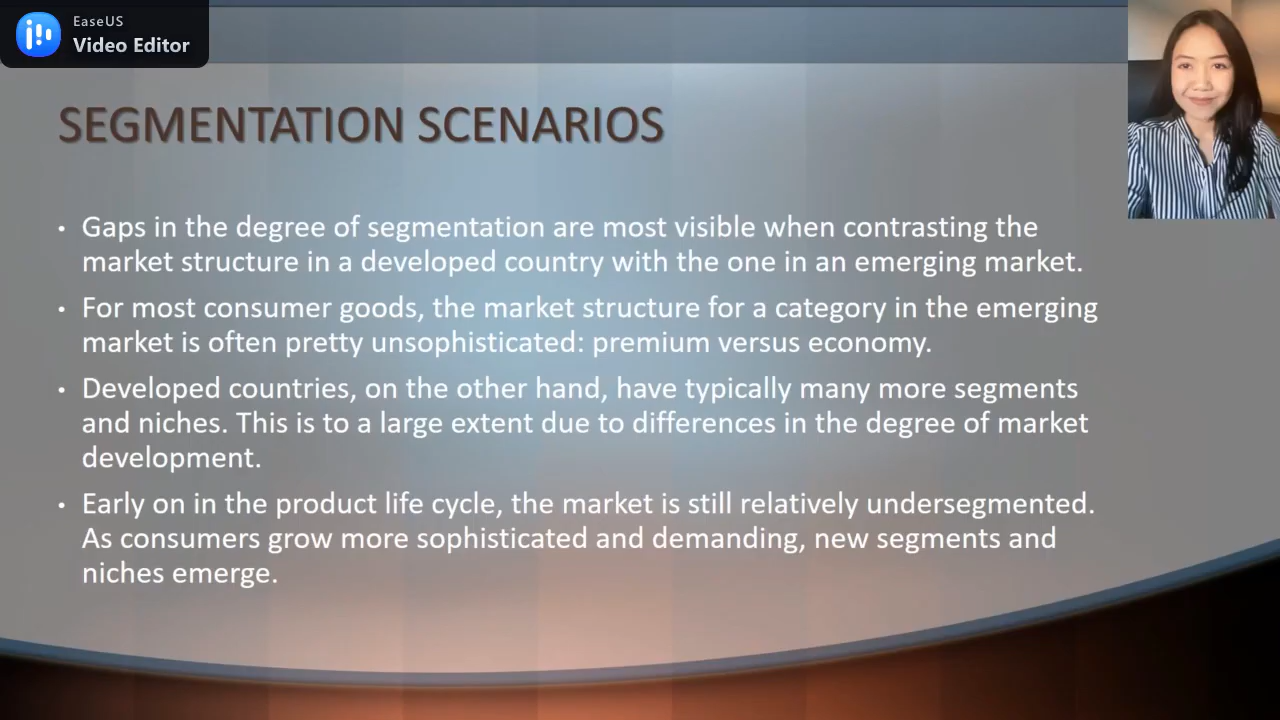 EaseUS
Video Editor
SEGMENTATION SCENARIOS
• Gaps in the degree of segmentation are most visible when contrasting the
market structure in a developed country with the one in an emerging market.
• For most consumer goods, the market structure for a category in the emerging
market is often pretty unsophisticated: premium versus economy.
• Developed countries, on the other hand, have typically many more segments
and niches. This is to a large extent due to differences in the degree of market
development.
• Early on in the product life cycle, the market is still relatively undersegmented.
As consumers grow more sophisticated and demanding, new segments and
niches emerge.